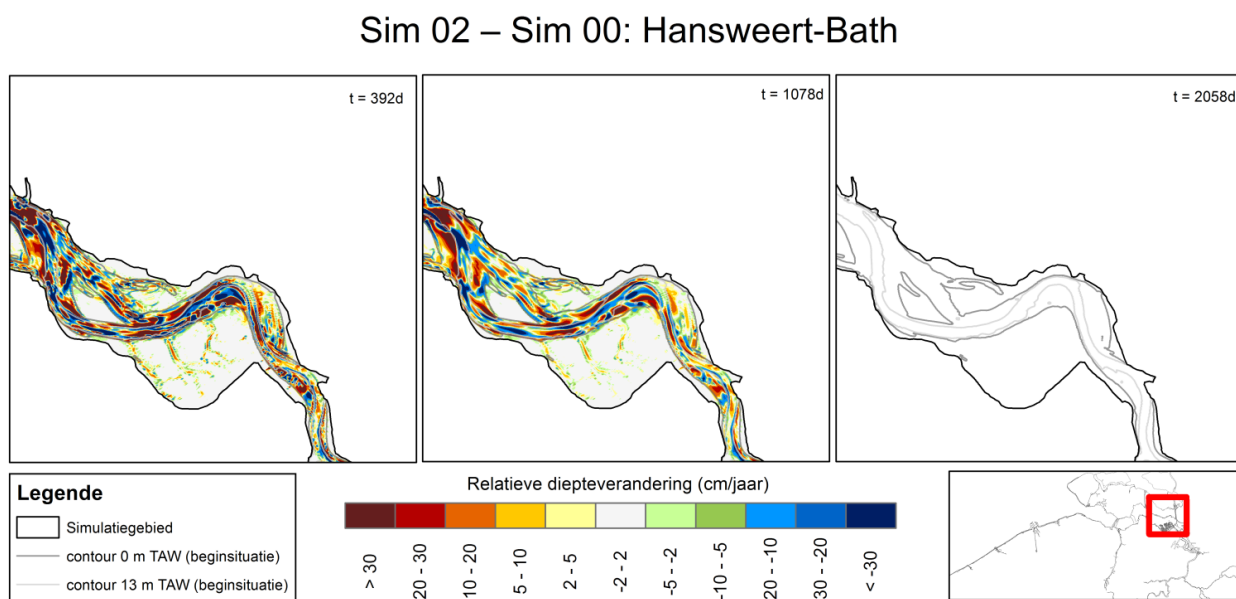 Sim 02 – Sim 00: Hansweert-Bath
t = 392d
t = 1078d
t = 2058d
Legende
Simulatiegebied
contour 0 m TAW (beginsituatie)
contour 13 m TAW (beginsituatie)
Relatieve diepteverandering (cm/jaar)
> 30
20 - 30
10 - 20
5 - 10
2 - 5
-2 - 2
-5 - -2
-10 - -5
20 - -10
30 - -20
< -30